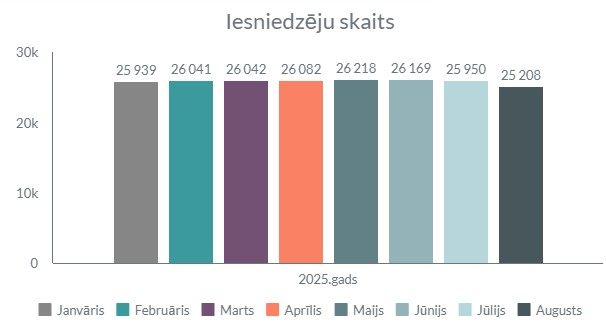 Iesniedzēju skaits
30k
20k
10k
0
25 939 26 041 26 042 26 082 26 218 26 169 25 950 25 208
2025.gads
Janvāris Februāris Marts Aprīlis Maijs Jūnijs Jūlijs Augusts